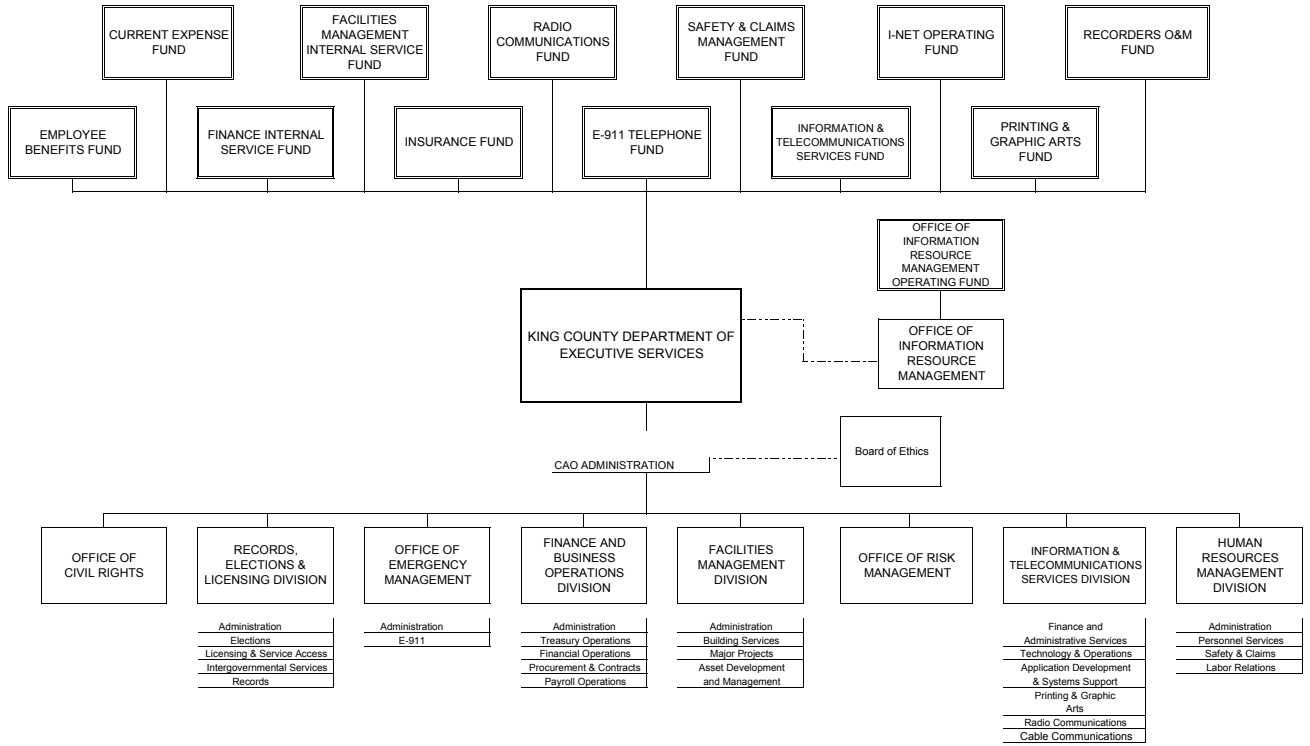 CURRENT EXPENSE
FUND
FACILITIES
MANAGEMENT
INTERNAL SERVICE
FUND
RADIO
COMMUNICATIONS
FUND
SAFETY & CLAIMS
MANAGEMENT
FUND
I-NET OPERATING
FUND
RECORDERS O&M
FUND
EMPLOYEE
BENEFITS FUND
FINANCE INTERNAL
SERVICE FUND
INSURANCE FUND
E-911 TELEPHONE
FUND
INFORMATION &
TELECOMMUNICATIONS
SERVICES FUND
PRINTING &
GRAPHIC ARTS
FUND
OFFICE OF
INFORMATION
RESOURCE
MANAGEMENT
OPERATING FUND
KING COUNTY DEPARTMENT OF
EXECUTIVE SERVICES
OFFICE OF
INFORMATION
RESOURCE
MANAGEMENT
Board of Ethics
CAO ADMINISTRATION
OFFICE OF
CIVIL RIGHTS
RECORDS,
ELECTIONS &
LICENSING DIVISION
OFFICE OF
EMERGENCY
MANAGEMENT
FINANCE AND
BUSINESS
OPERATIONS
DIVISION
FACILITIES
MANAGEMENT
DIVISION
OFFICE OF RISK
MANAGEMENT
INFORMATION &
TELECOMMUNICATIONS
SERVICES DIVISION
HUMAN
RESOURCES
MANAGEMENT
DIVISION
Administration
Elections
Licensing & Service Access
Intergovernmental Services
Records
Administration
E-911
Administration
Treasury Operations
Financial Operations
Procurement & Contracts
Payroll Operations
Administration
Building Services
Major Projects
Asset Development
and Management
Finance and
Administrative Services
Technology & Operations
Application Development
& Systems Support
Printing & Graphic
Arts
Radio Communications
Cable Communications
Administration
Personnel Services
Safety & Claims
Labor Relations